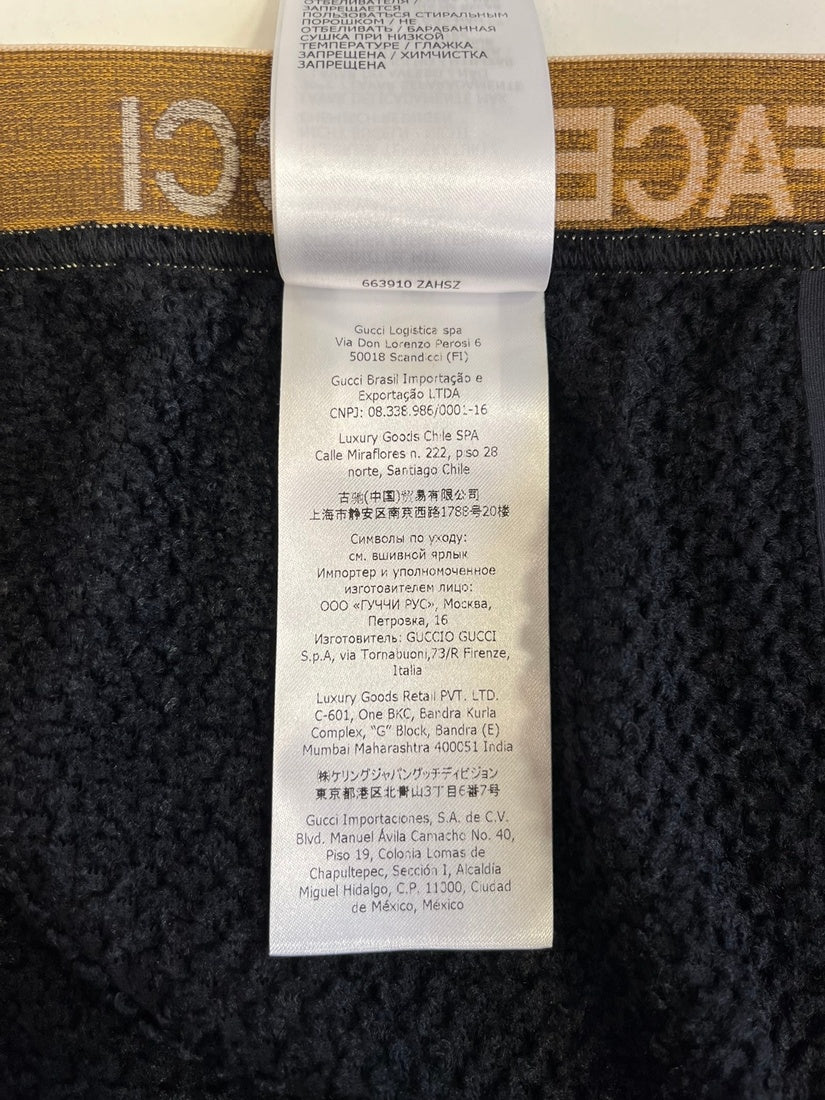 ОТБЕЛИВАТЕЛИ /
ЗАПРЕЩАЕТСЯ
ПОЛЬЗОВАТЬСЯ СТИРАЛЬНЫМ
ПОРОШКОМ / НЕ
ОТБЕЛИВАТЬ / БАРАБАННАЯ
СУШКА ПРИ НИЗКОЙ
ТЕМПЕРАТУРЕ / ГЛАЖКА
ЗАПРЕЩЕНА / ХИМЧИСТКА
ЗАПРЕЩЕНА
FACE
CCI
663910 ZAHSZ
Gucci Logistica spa
Via Don Lorenzo Perosi 6
50018 Scandicci (FI)
Gucci Brasil Importação e
Exportação LTDA
CNPJ: 08.338.986/0001-16
Luxury Goods Chile SPA
Calle Miraflores n. 222, piso 28
norte, Santiago Chile
古驰(中国)贸易有限公司
上海市静安区南京西路1788号20楼
Символы по уходу:
см. вшивной ярлык
Импортер и уполномоченное
изготовителем лицо:
ООО «ГУЧЧИ РУС», Москва,
Петровка, 16
Изготовитель: GUCCIO GUCCI
S.p.A, via Tornabuoni,73/R Firenze,
Italia
Luxury Goods Retail PVT. LTD.
C-601, One BKC, Bandra Kurla
Complex, "G" Block, Bandra (E)
Mumbai Maharashtra 400051 India
㈱ケリングジャパングッチディビジョン
東京都港区北青山3丁目6番7号
Gucci Importaciones, S.A. de C.V.
Blvd. Manuel Ávila Camacho No. 40,
Piso 19, Colonia Lomas de
Chapultepec, Sección I, Alcaldía
Miguel Hidalgo, C.P. 11000, Ciudad
de México, México